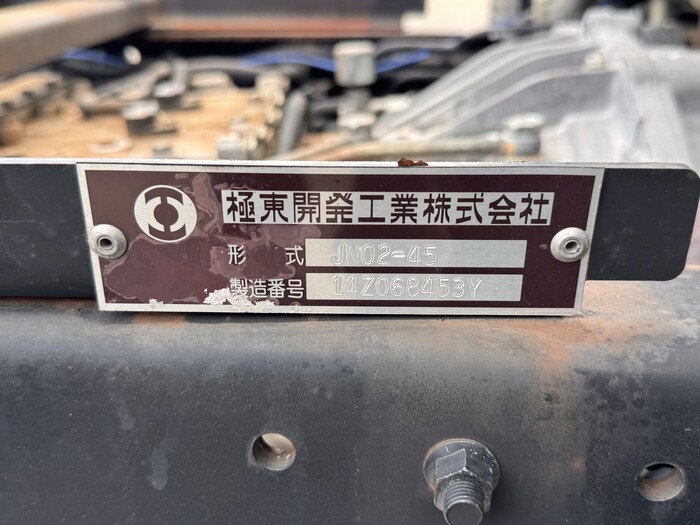 極東開発工業株式会社
形 式 JN02-45
製造番号 14Z068453Y